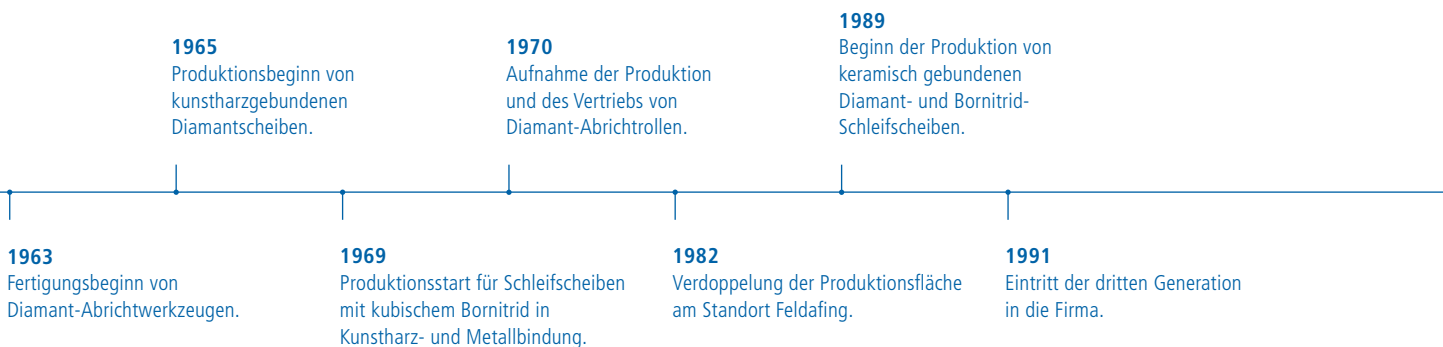 1989
Beginn der Produktion von
keramisch gebundenen
Diamant- und Bornitrid-
Schleifscheiben.
1965
Produktionsbeginn von
kunstharzgebundenen
Diamantscheiben.
1970
Aufnahme der Produktion
und des Vertriebs von
Diamant-Abrichtrollen.
1963
Fertigungsbeginn von
Diamant-Abrichtwerkzeugen.
1969
Produktionsstart für Schleifscheiben
mit kubischem Bornitrid in
Kunstharz- und Metallbindung.
1982
Verdoppelung der Produktionsfläche
am Standort Feldafing.
1991
Eintritt der dritten Generation
in die Firma.